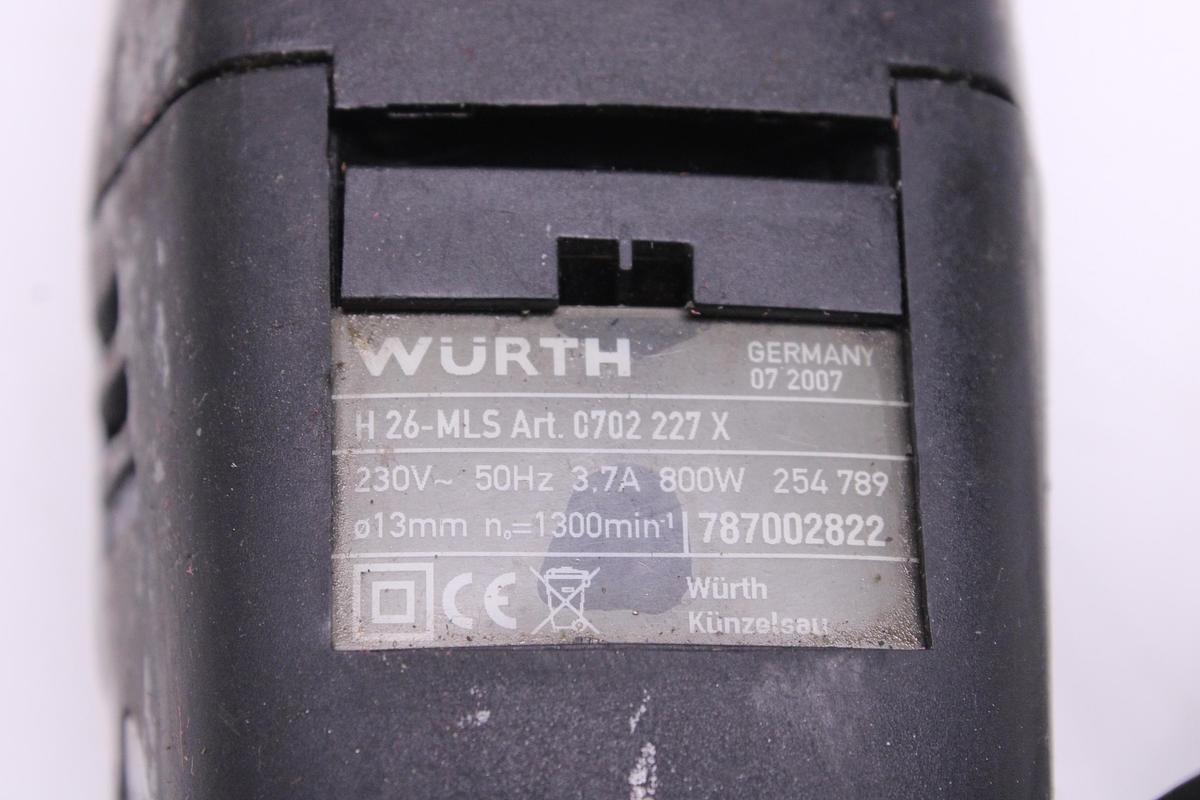 WÜRTH
GERMANY
07 2007
H 26-MLS Art. 0702 227 X
230V~ 50Hz 3,7A 800W 254 789
ø13mm n₀=1300min⁻¹ 787002822
CE
Würth
Künzelsau